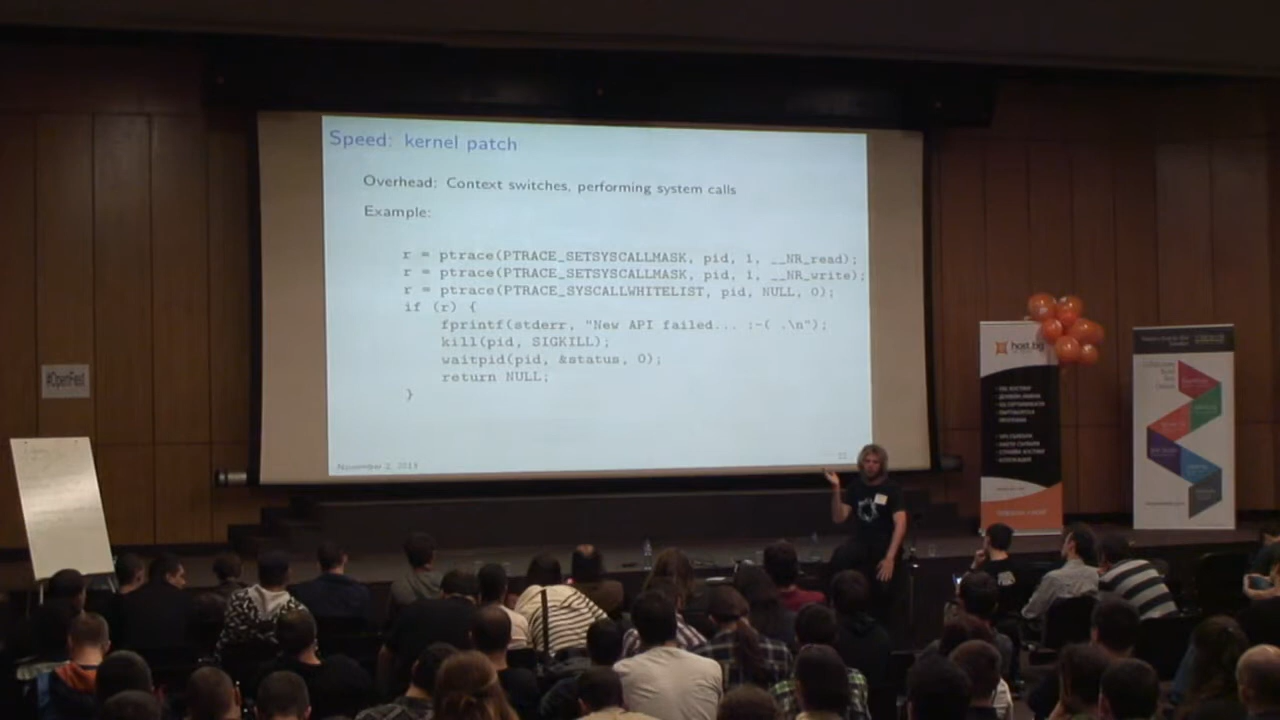 Speed: kernel patch
Overhead: Context switches, performing system calls
Example:
r = ptrace(PTRACE_SETSYSCALLMASK, pid, 1, __NR_read);
r = ptrace(PTRACE_SETSYSCALLMASK, pid, 1, __NR_write);
r = ptrace(PTRACE_SYSCALLWHITELIST, pid, NULL, 0);
if (r) {
fprintf(stderr, "New API failed... :-( .\n");
kill(pid, SIGKILL);
waitpid(pid, &status, 0);
return NULL;
}
November 2, 2013
#OpenFest
host.bg